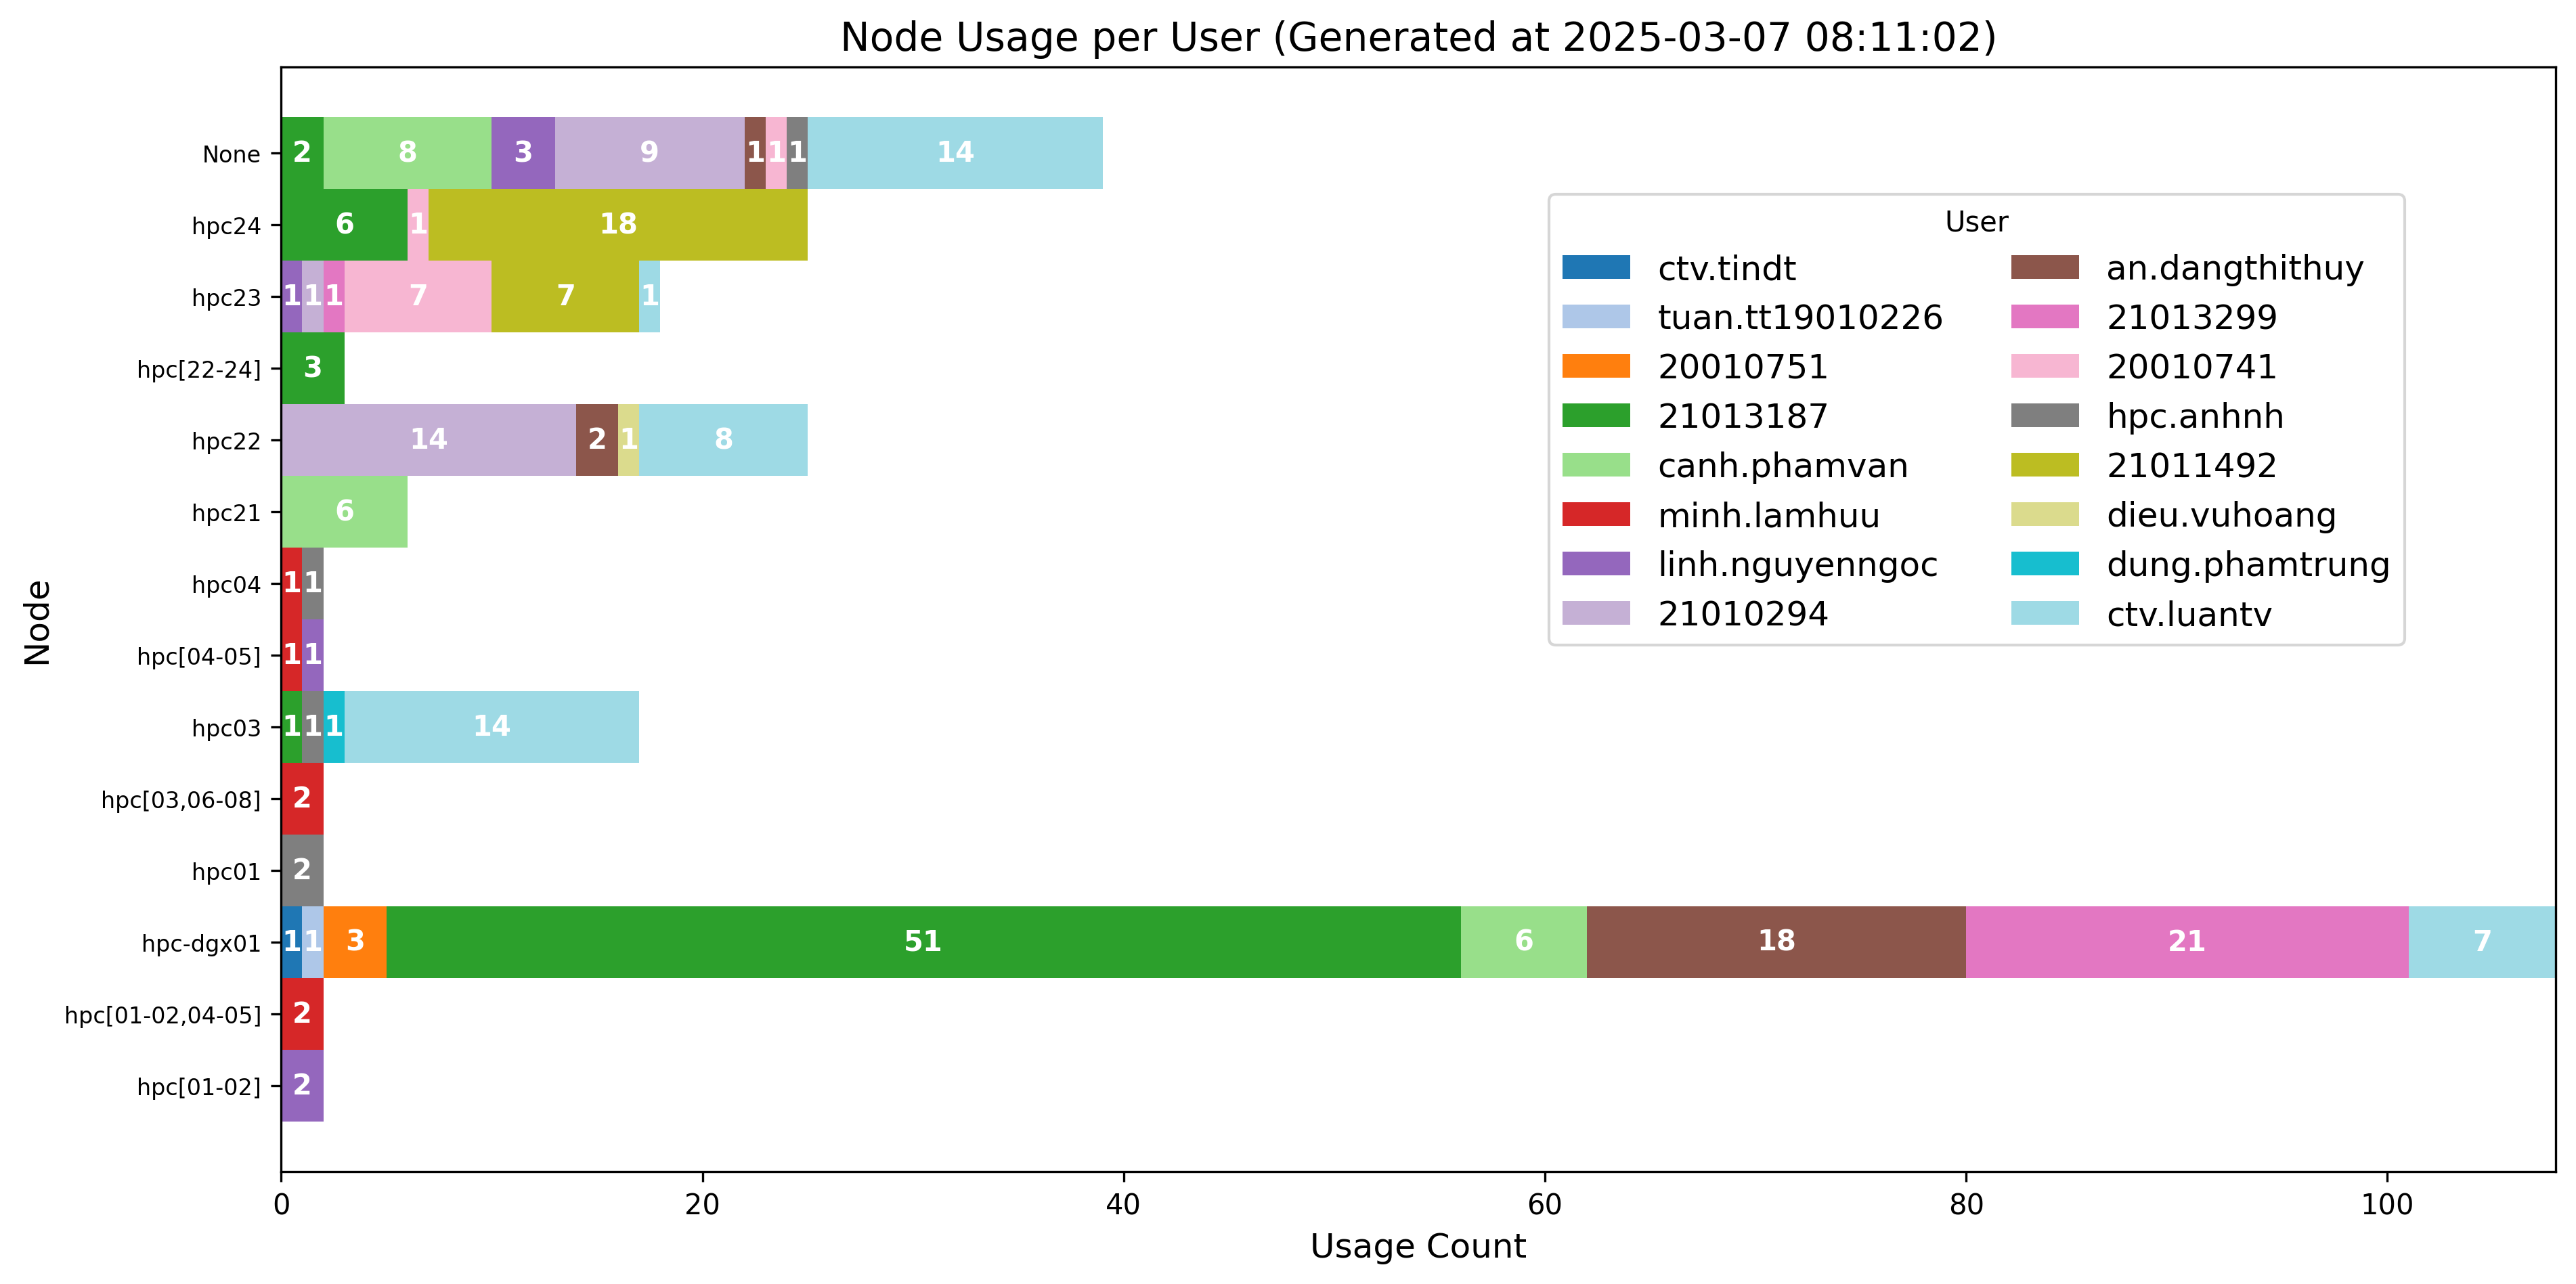 Node Usage per User (Generated at 2025-03-07 08:11:02)
None 2 8 3 9 1 1 1 14
hpc24 6 1 18
hpc23 1 1 1 7 7 1
hpc[22-24] 3
hpc22 14 2 1 8
hpc21 6
hpc04 1 1
hpc[04-05] 1 1
hpc03 1 1 1 14
hpc[03,06-08] 2
hpc01 2
hpc-dgx01 1 1 3 51 6 18 21 7
hpc[01-02,04-05] 2
hpc[01-02] 2
Node
0 20 40 60 80 100
Usage Count
User
ctv.tindt
tuan.tt19010226
20010751
21013187
canh.phamvan
minh.lamhuu
linh.nguyenngoc
21010294
an.dangthithuy
21013299
20010741
hpc.anhnh
21011492
dieu.vuhoang
dung.phamtrung
ctv.luantv